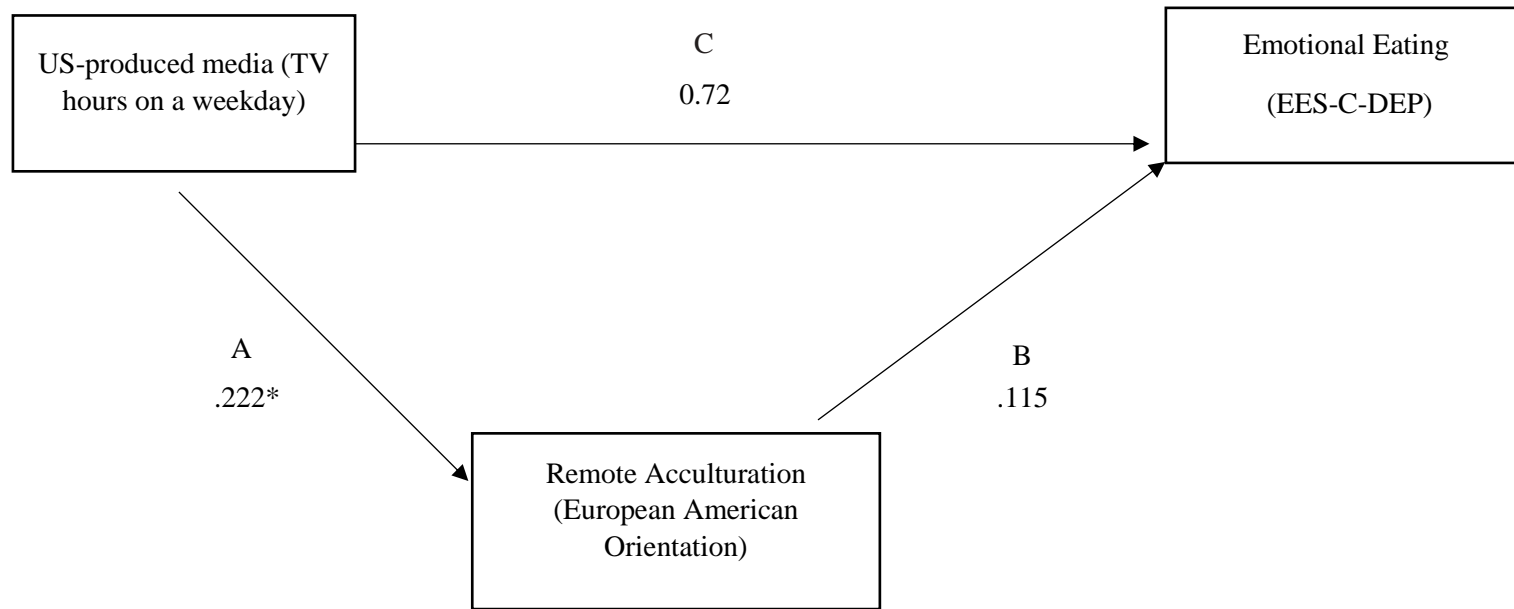 US-produced media (TV
hours on a weekday)
C
0.72
Emotional Eating
(EES-C-DEP)
A
.222*
B
.115
Remote Acculturation
(European American
Orientation)